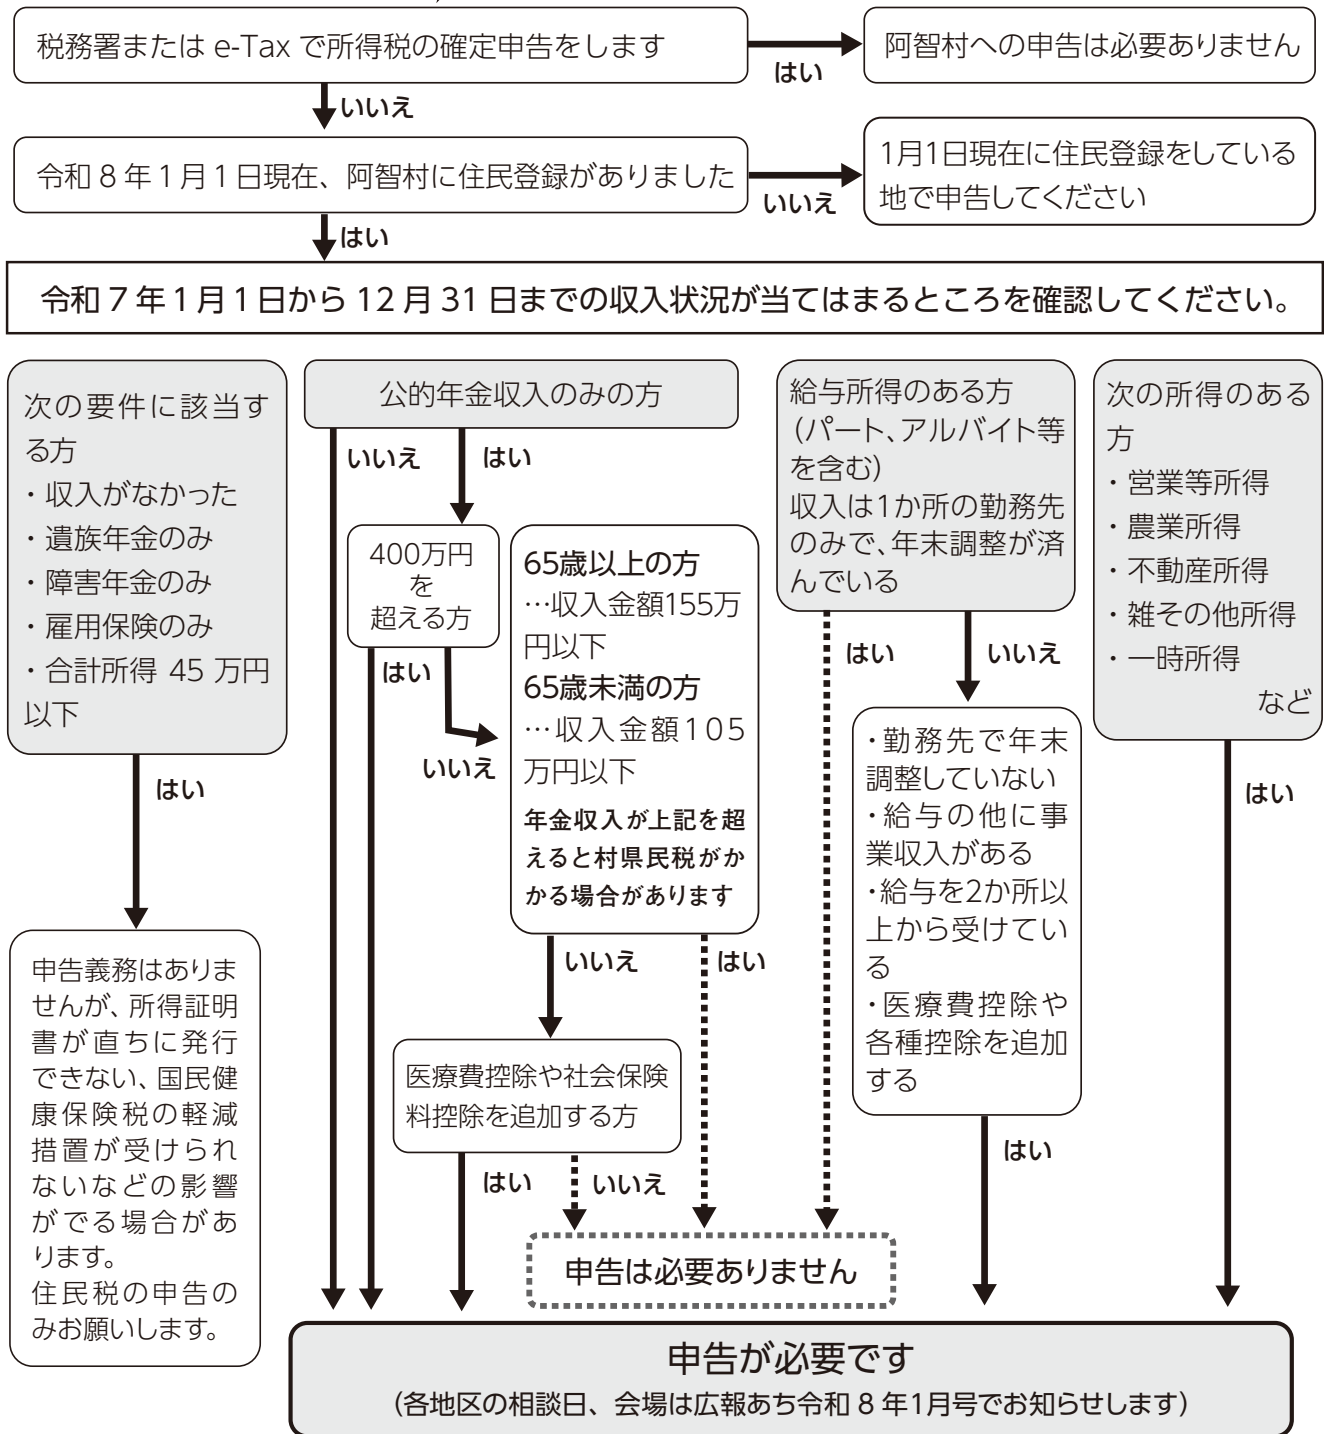 税務署または e-Tax で所得税の確定申告をします
はい
阿智村への申告は必要ありません
いいえ
令和 8 年 1 月 1 日現在、阿智村に住民登録がありました
いいえ
1月1日現在に住民登録をしている
地で申告してください
はい
令和 7 年 1 月 1 日から 12 月 31 日までの収入状況が当てはまるところを確認してください。
次の要件に該当す
る方
・収入がなかった
・遺族年金のみ
・障害年金のみ
・雇用保険のみ
・合計所得 45 万円
以下
はい
申告義務はありま
せんが、所得証明
書が直ちに発行
できない、国民健
康保険税の軽減
措置が受けられ
ないなどの影響
がでる場合があ
ります。
住民税の申告の
みお願いします。
公的年金収入のみの方
いいえ
はい
400万円
を
超える方
はい
いいえ
65歳以上の方
…収入金額155万
円以下
65歳未満の方
…収入金額105
万円以下
年金収入が上記を超
えると村県民税がか
かる場合があります
いいえ
はい
医療費控除や社会保険
料控除を追加する方
はい
いいえ
給与所得のある方
(パート、アルバイト等
を含む)
収入は1か所の勤務先
のみで、年末調整が済
んでいる
はい
いいえ
・勤務先で年末
調整していない
・給与の他に事
業収入がある
・給与を2か所以
上から受けてい
る
・医療費控除や
各種控除を追加
する
はい
次の所得のある
方
・営業等所得
・農業所得
・不動産所得
・雑その他所得
・一時所得
など
はい
申告は必要ありません
申告が必要です
(各地区の相談日、会場は広報あち令和 8 年1月号でお知らせします)